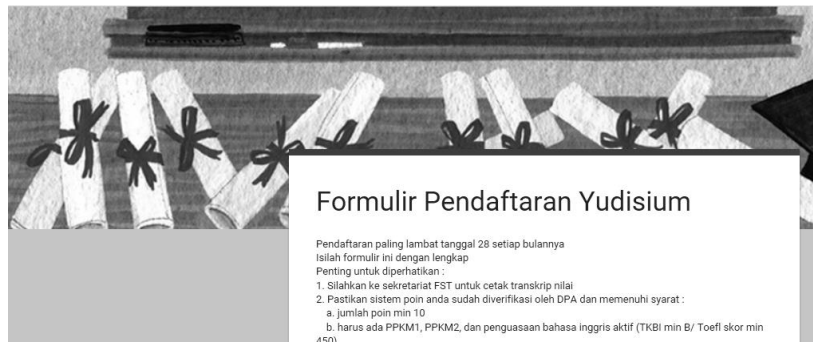 Formulir Pendaftaran Yudisium
Pendaftaran paling lambat tanggal 28 setiap bulannya
Isilah formulir ini dengan lengkap
Penting untuk diperhatikan :
1. Silahkan ke sekretariat FST untuk cetak transkrip nilai
2. Pastikan sistem poin anda sudah diverifikasi oleh DPA dan memenuhi syarat :
a. jumlah poin min 10
b. harus ada PPKM1, PPKM2, dan penguasaan bahasa inggris aktif (TKBI min B/ Toefl skor min
450)